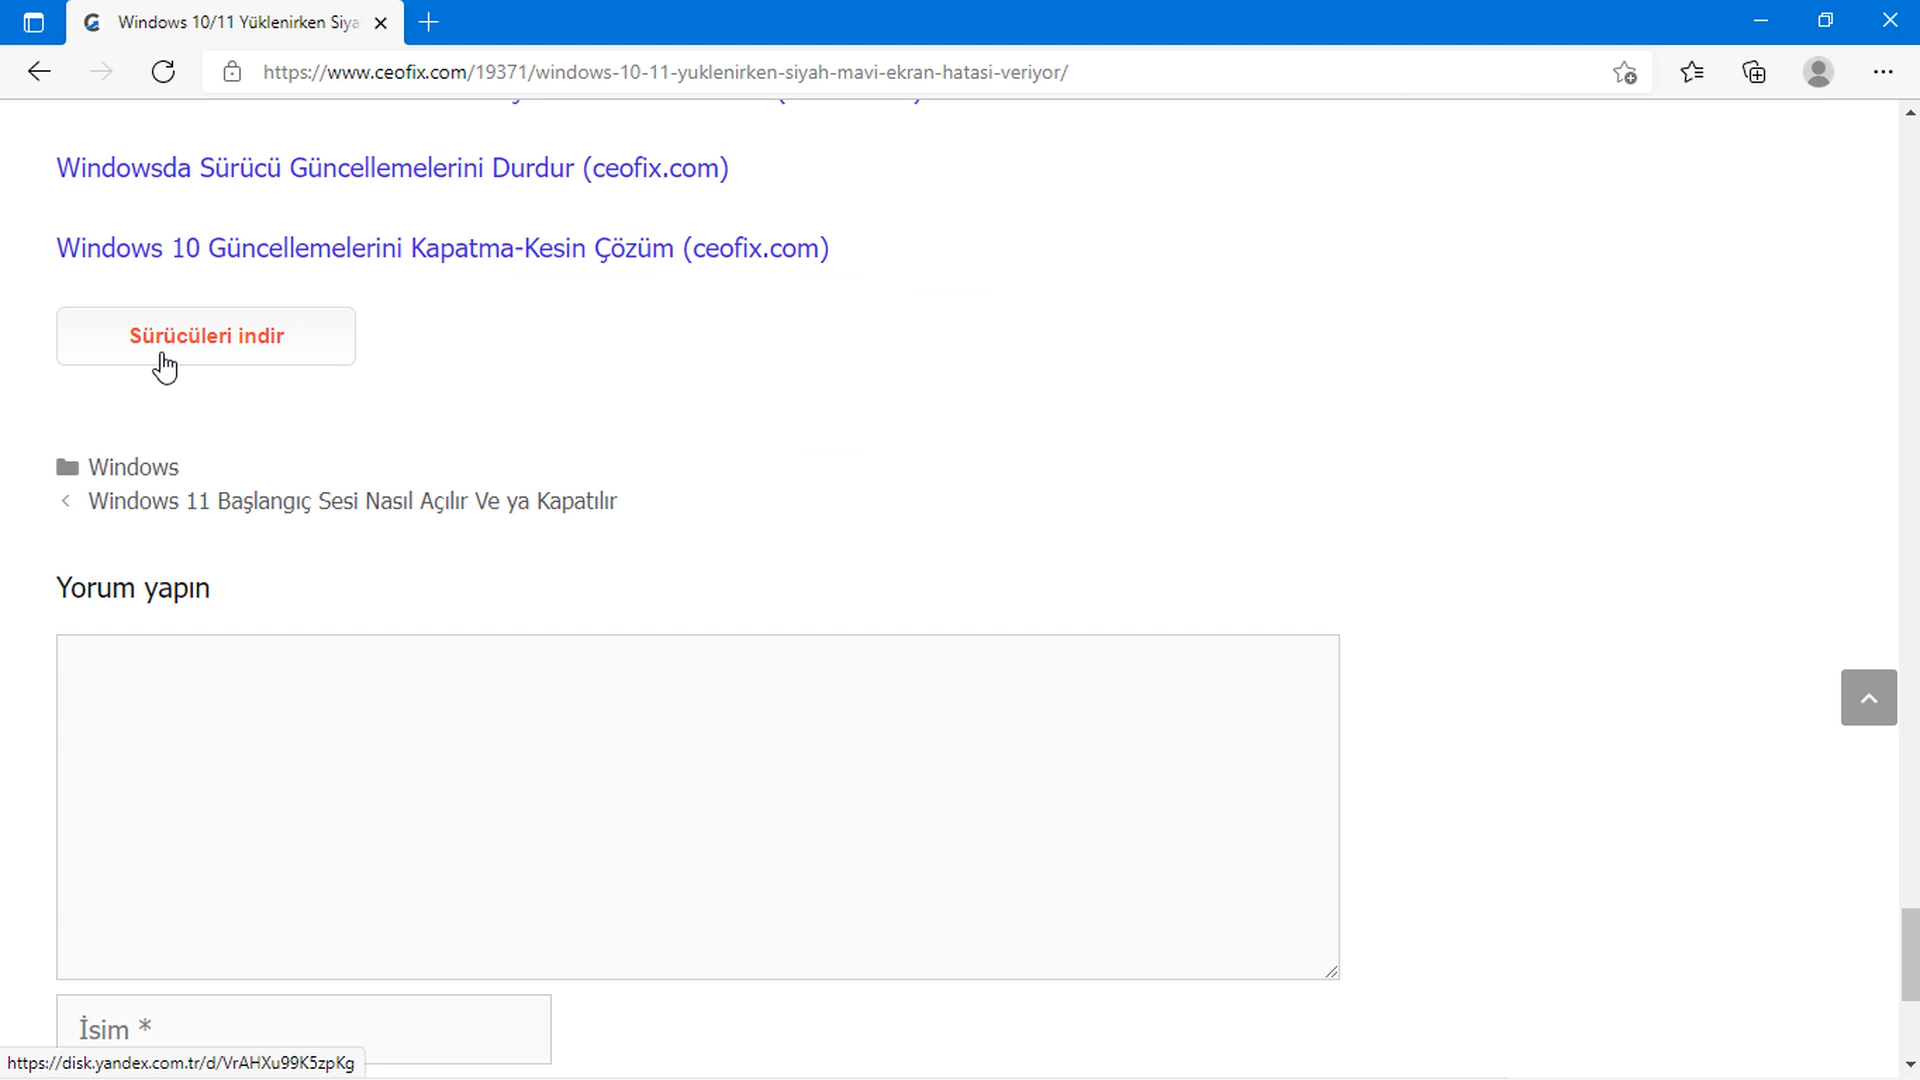 Windows 10/11 Yüklenirken Siya
https://www.ceofix.com/19371/windows-10-11-yuklenirken-siyah-mavi-ekran-hatasi-veriyor/
Windowsda Sürücü Güncellemelerini Durdur (ceofix.com)
Windows 10 Güncellemelerini Kapatma-Kesin Çözüm (ceofix.com)
Sürücüleri indir
Windows
Windows 11 Başlangıç Sesi Nasıl Açılır Ve ya Kapatılır
Yorum yapın
İsim *
https://disk.yandex.com.tr/d/VrAHXu99K5zpKg